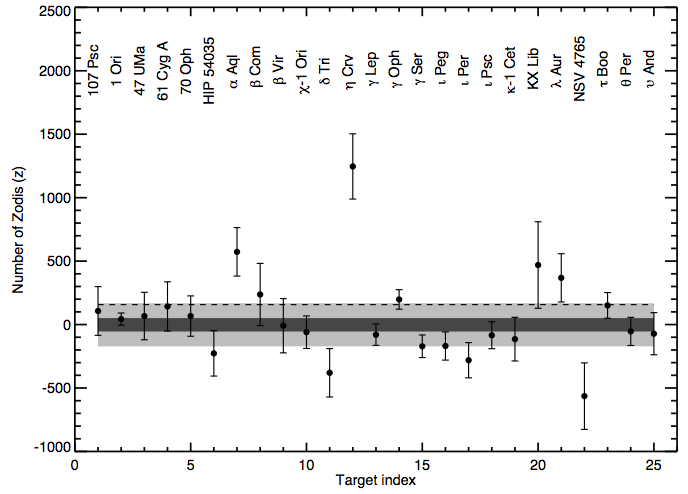 2500
2000
1500
1000
500
0
-500
-1000
Number of Zodis (z)
107 Psc
1 Ori
47 UMa
61 Cyg A
70 Oph
HIP 54035
α Aql
β Com
β Vir
χ-1 Ori
δ Tri
η Crv
γ Lep
γ Oph
γ Ser
ι Peg
ι Per
ι Psc
κ-1 Cet
KX Lib
λ Aur
NSV 4765
τ Boo
θ Per
υ And
0 5 10 15 20 25
Target index